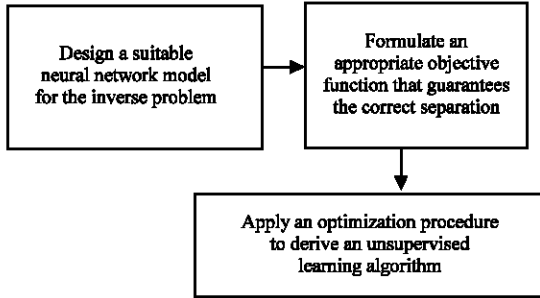 Design a suitable
neural network model
for the inverse problem
Formulate an
appropriate objective
function that guarantees
the correct separation
Apply an optimization procedure
to derive an unsupervised
learning algorithm